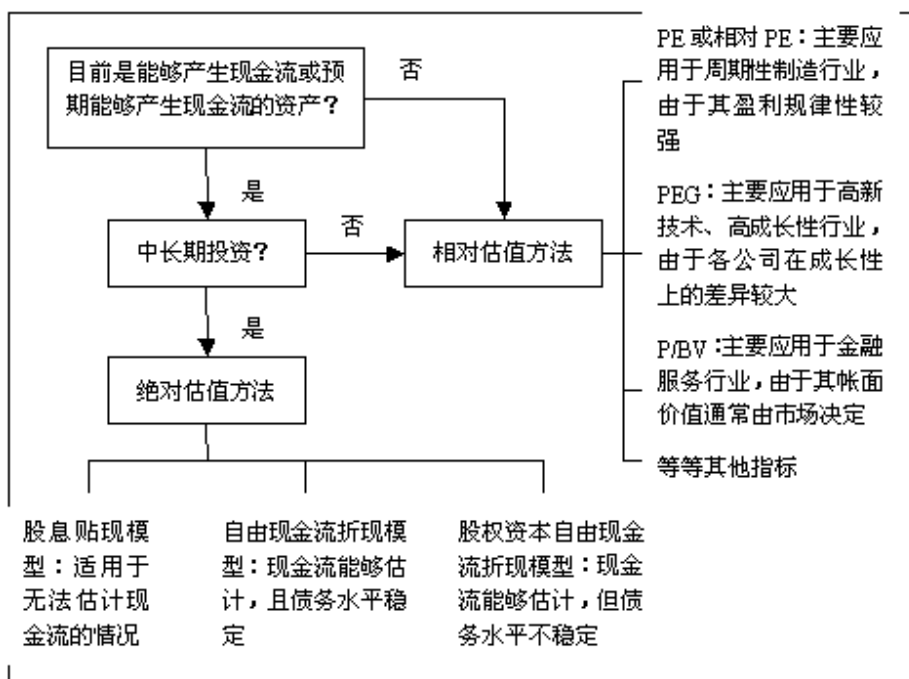 目前是能够产生现金流或预
期能够产生现金流的资产？
否
是
中长期投资？
否
相对估值方法
是
绝对估值方法
PE 或相对 PE：主要应
用于周期性制造行业，
由于其盈利规律性较
强
PEG：主要应用于高新
技术、高成长性行业，
由于各公司在成长性
上的差异较大
P/BV：主要应用于金融
服务行业，由于其帐面
价值通常由市场决定
等等其他指标
股息贴现模
型：适用于
无法估计现
金流的情况
自由现金流折现模
型：现金流能够估
计，且债务水平稳
定
股权资本自由现金
流折现模型：现金
流能够估计，但债
务水平不稳定